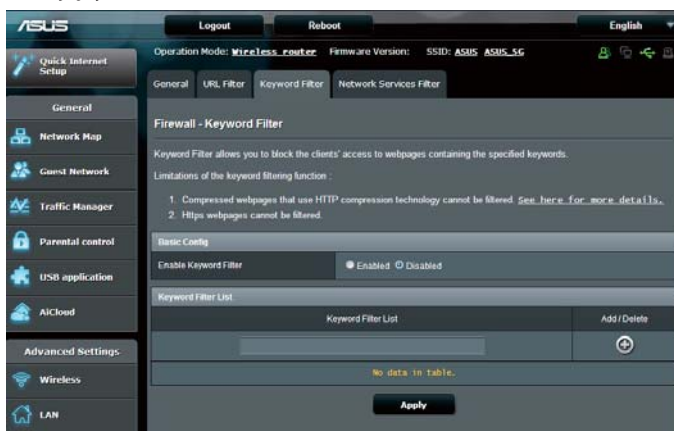 ASUS
Logout
Reboot
English
Quick Internet Setup
Operation Mode: Wireless router Firmware Version: SSID: ASUS ASUS_5G
General URL Filter Keyword Filter Network Services Filter
General
Network Map
Guest Network
Traffic Manager
Parental control
USB application
AiCloud
Advanced Settings
Wireless
LAN
Firewall - Keyword Filter
Keyword Filter allows you to block the clients' access to webpages containing the specified keywords.
Limitations of the keyword filtering function :
1. Compressed webpages that use HTTP compression technology cannot be filtered. See here for more details.
2. Https webpages cannot be filtered.
Basic Config
Enable Keyword Filter Enabled Disabled
Keyword Filter List
Keyword Filter List Add / Delete
No data in table.
Apply